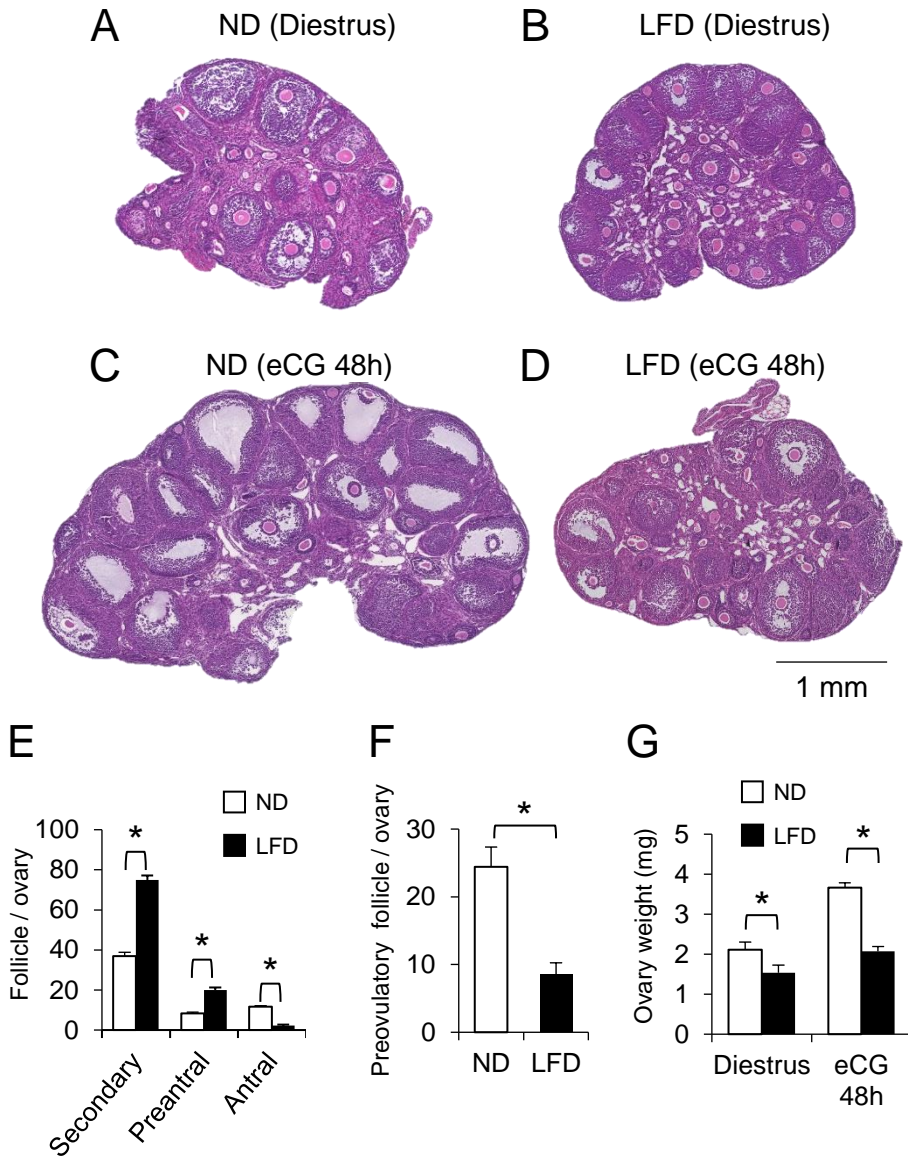 A ND (Diestrus)
B LFD (Diestrus)
C ND (eCG 48h)
D LFD (eCG 48h)
1 mm
E
ND
LFD
Follicle / ovary
100
80
60
40
20
0
*
*
*
Secondary
Preantral
Antral
F
Preovulatory follicle / ovary
30
20
10
0
*
ND LFD
G
ND
LFD
Ovary weight (mg)
5
4
3
2
1
0
*
*
Diestrus
eCG
48h